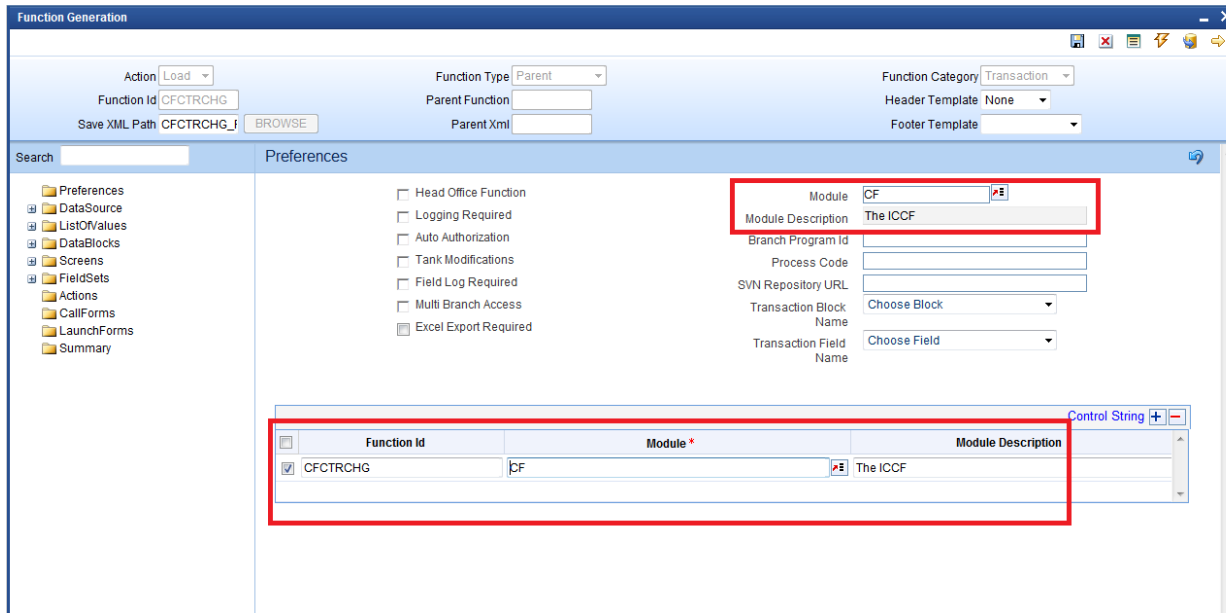 Function Generation
Action Load Function Type Parent Function Category Transaction
Function Id CFCTRCHG Parent Function Header Template None
Save XML Path CFCTRCHG_ BROWSE Parent Xml Footer Template
Search Preferences
Preferences
DataSource
ListOfValues
DataBlocks
Screens
FieldSets
Actions
CallForms
LaunchForms
Summary
Head Office Function
Logging Required
Auto Authorization
Tank Modifications
Field Log Required
Multi Branch Access
Excel Export Required
Module CF
Module Description The ICCF
Branch Program Id
Process Code
SVN Repository URL
Transaction Block Choose Block
Name
Transaction Field Choose Field
Name
Control String
Function Id Module * Module Description
CFCTRCHG CF The ICCF